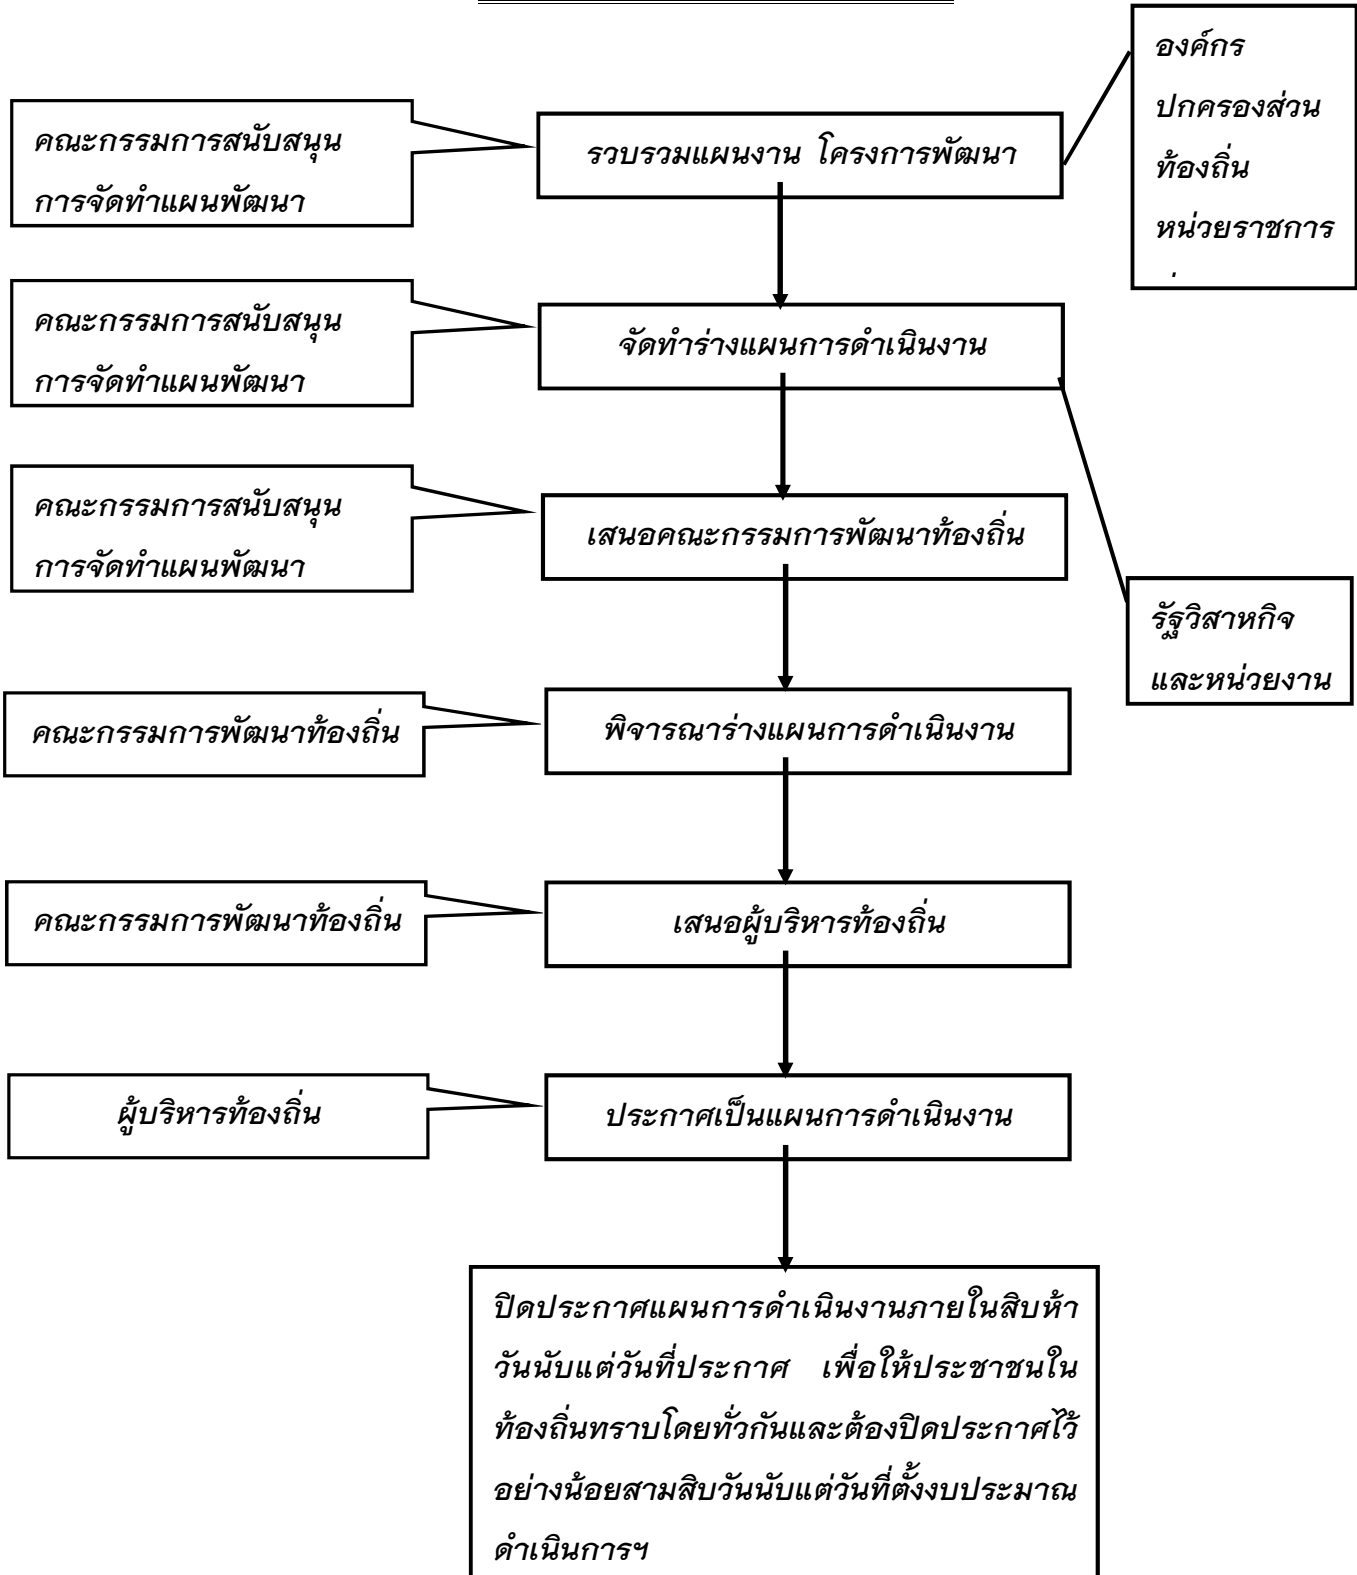 องค์กร
ปกครองส่วน
ท้องถิ่น
หน่วยราชการ
คณะกรรมการสนับสนุน
การจัดทำแผนพัฒนา
รวบรวมแผนงาน โครงการพัฒนา
คณะกรรมการสนับสนุน
การจัดทำแผนพัฒนา
จัดทำร่างแผนการดำเนินงาน
คณะกรรมการสนับสนุน
การจัดทำแผนพัฒนา
เสนอคณะกรรมการพัฒนาท้องถิ่น
รัฐวิสาหกิจ
และหน่วยงาน
คณะกรรมการพัฒนาท้องถิ่น
พิจารณาร่างแผนการดำเนินงาน
คณะกรรมการพัฒนาท้องถิ่น
เสนอผู้บริหารท้องถิ่น
ผู้บริหารท้องถิ่น
ประกาศเป็นแผนการดำเนินงาน
ปิดประกาศแผนการดำเนินงานภายในสิบห้า
วันนับแต่วันที่ประกาศ เพื่อให้ประชาชนใน
ท้องถิ่นทราบโดยทั่วกันและต้องปิดประกาศไว้
อย่างน้อยสามสิบวันนับแต่วันที่ตั้งงบประมาณ
ดำเนินการฯ